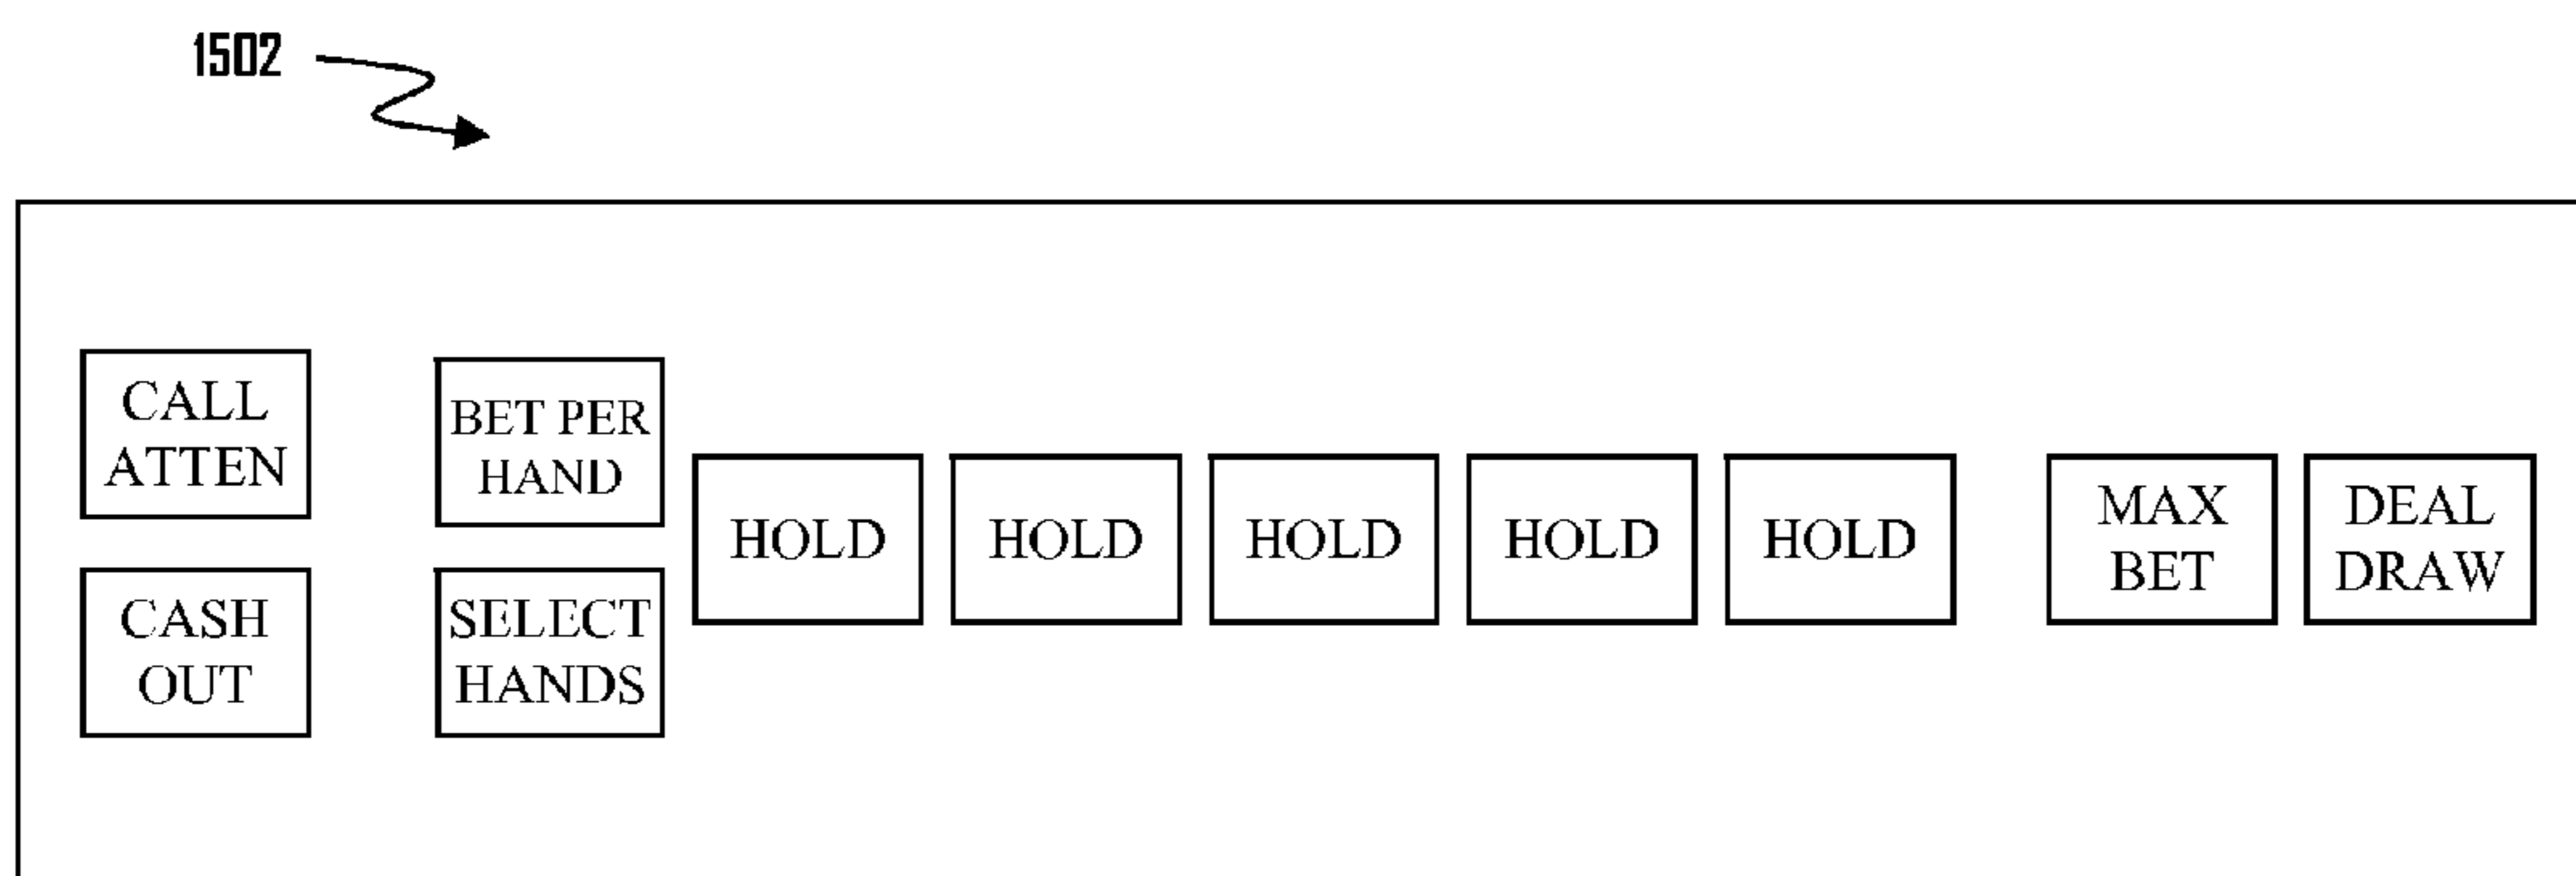 1502
CALL
ATTEN
BET PER
HAND
CASH
OUT
SELECT
HANDS
HOLD
HOLD
HOLD
HOLD
HOLD
MAX
BET
DEAL
DRAW